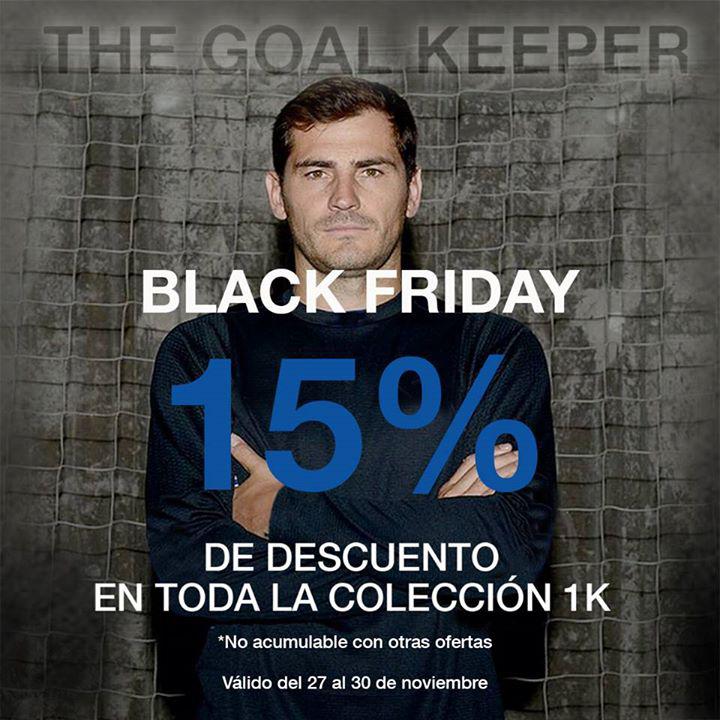 THE GOAL KEEPER
BLACK FRIDAY
15%
DE DESCUENTO
EN TODA LA COLECCIÓN 1K
*No acumulable con otras ofertas
Válido del 27 al 30 de noviembre